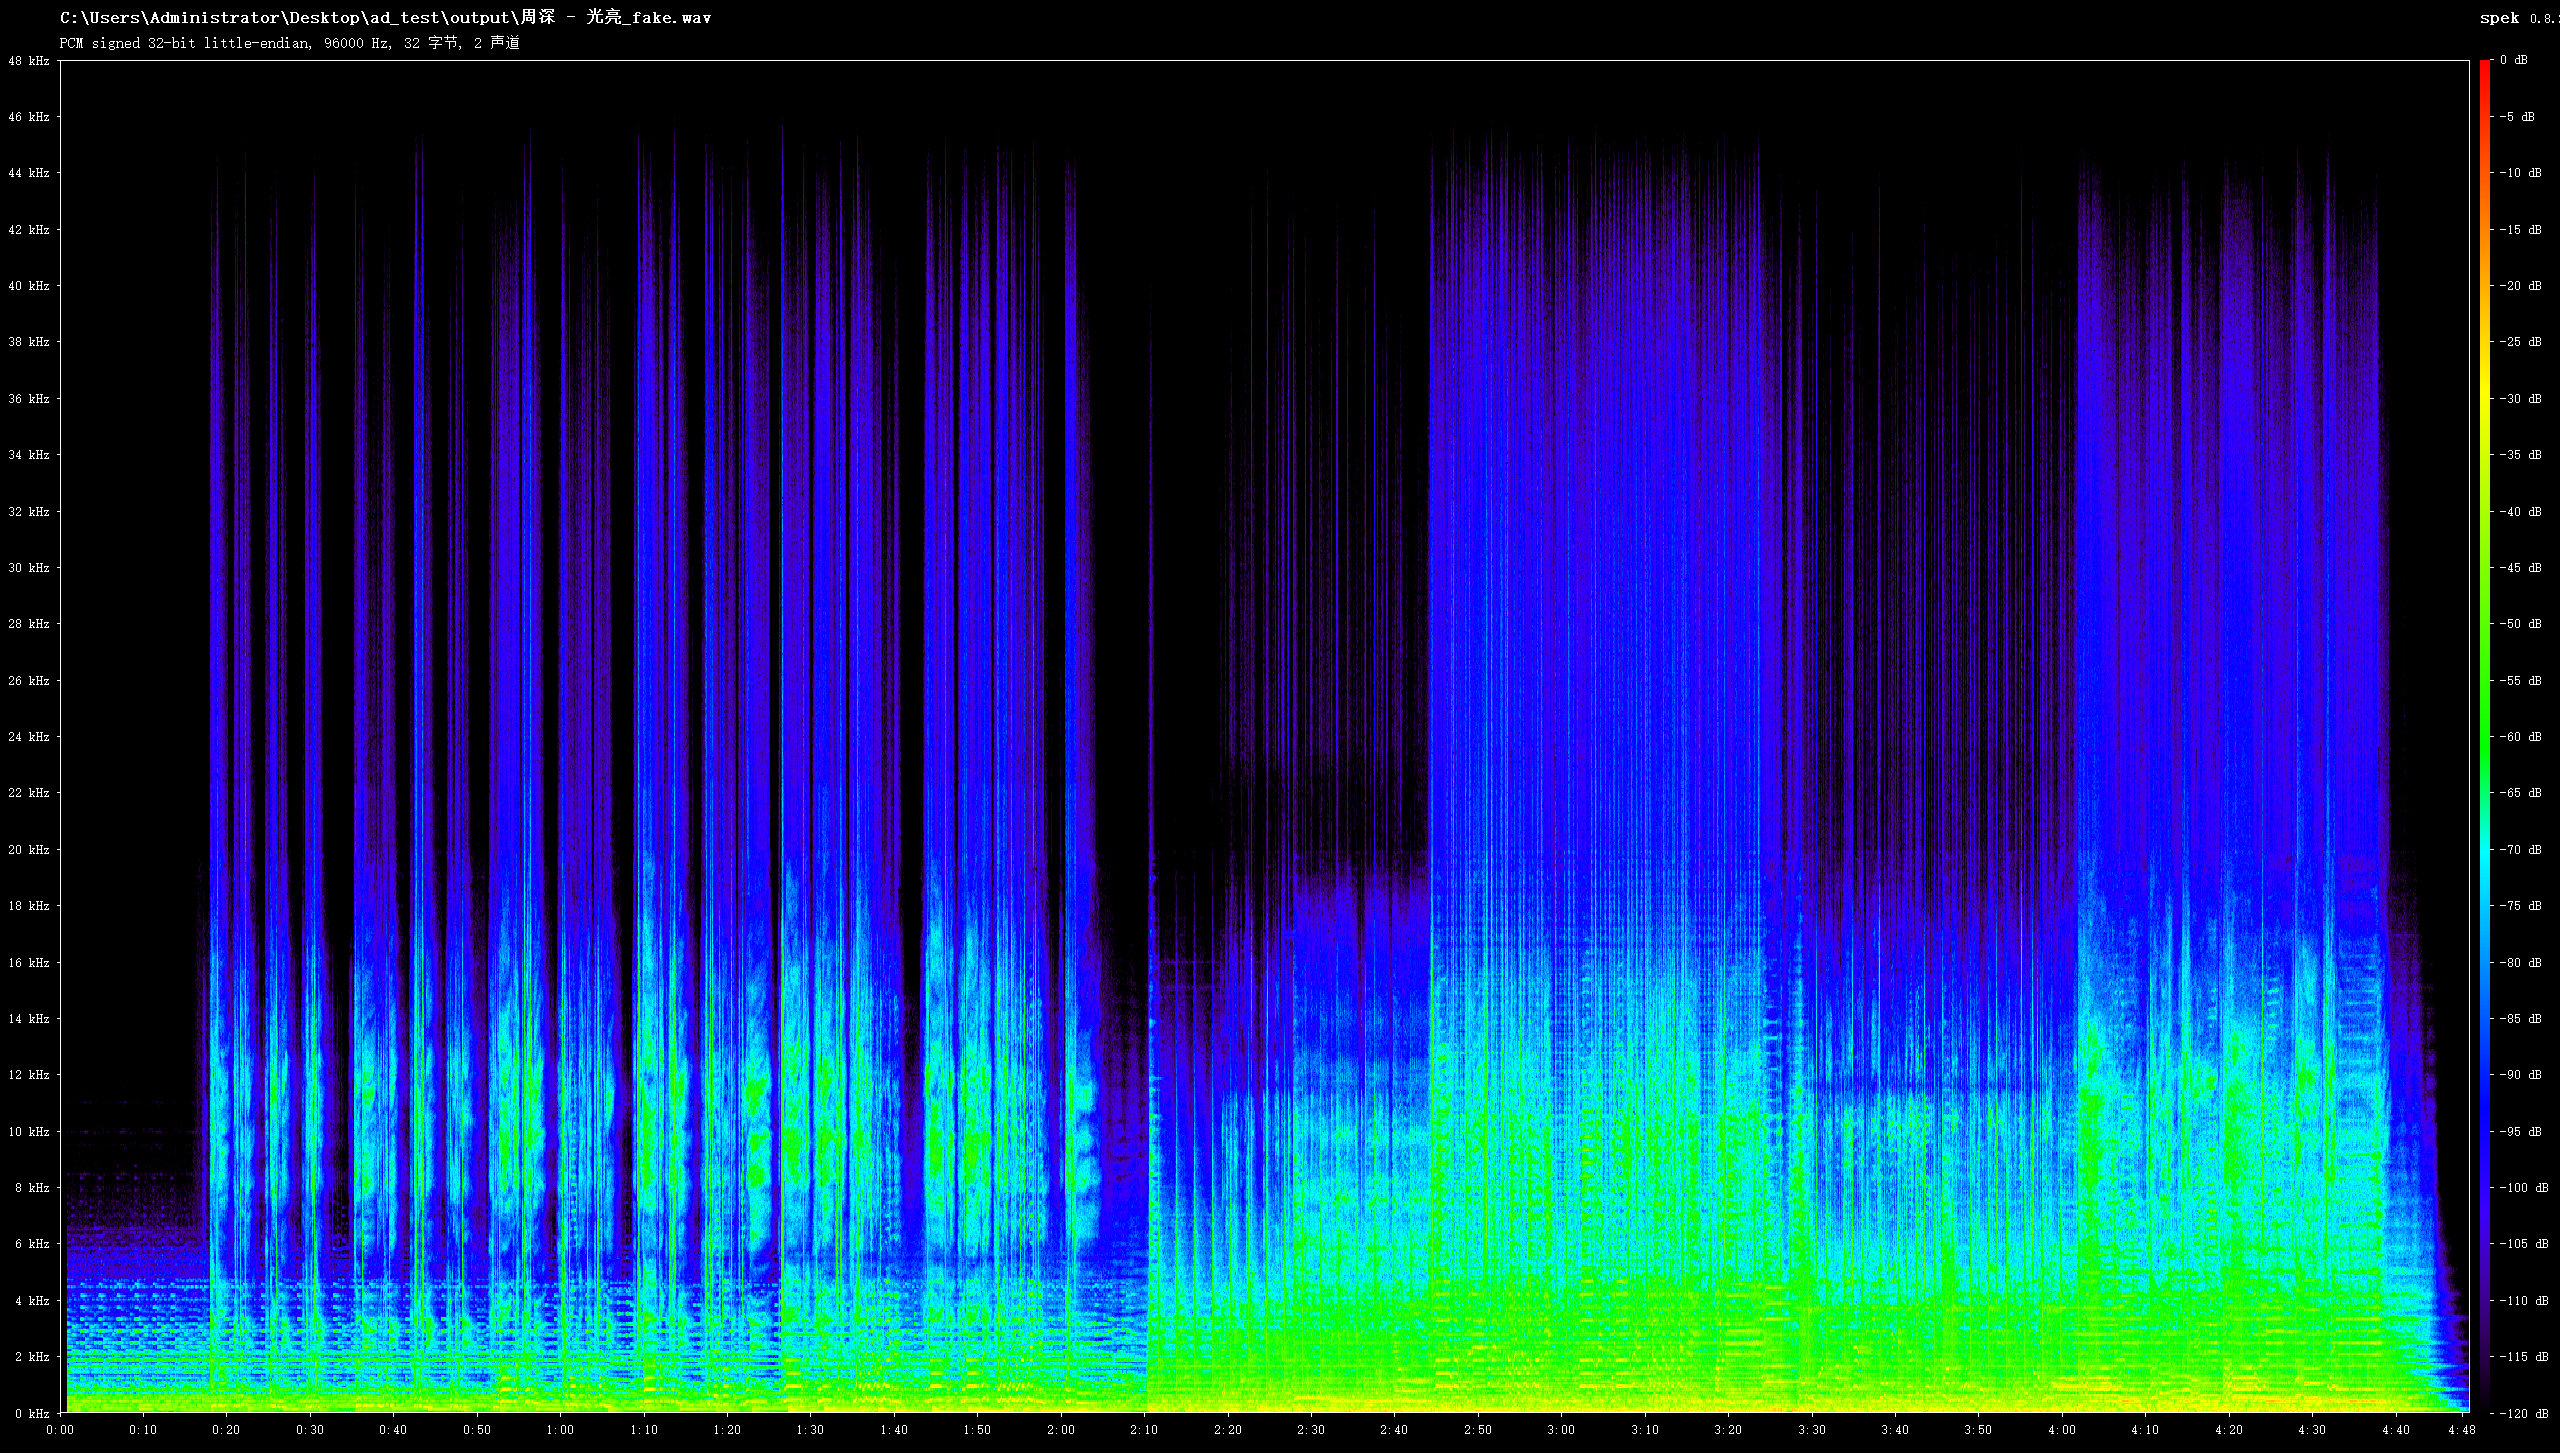 C:\Users\Administrator\Desktop\ad_test\output\周深 - 光亮_fake.wav
spek 0.8.
PCM signed 32-bit little-endian, 96000 Hz, 32 字节, 2 声道
48 kHz
46 kHz
44 kHz
42 kHz
40 kHz
38 kHz
36 kHz
34 kHz
32 kHz
30 kHz
28 kHz
26 kHz
24 kHz
22 kHz
20 kHz
18 kHz
16 kHz
14 kHz
12 kHz
10 kHz
8 kHz
6 kHz
4 kHz
2 kHz
0 kHz
0 dB
-5 dB
-10 dB
-15 dB
-20 dB
-25 dB
-30 dB
-35 dB
-40 dB
-45 dB
-50 dB
-55 dB
-60 dB
-65 dB
-70 dB
-75 dB
-80 dB
-85 dB
-90 dB
-95 dB
-100 dB
-105 dB
-110 dB
-115 dB
-120 dB
0:00 0:10 0:20 0:30 0:40 0:50 1:00 1:10 1:20 1:30 1:40 1:50 2:00 2:10 2:20 2:30 2:40 2:50 3:00 3:10 3:20 3:30 3:40 3:50 4:00 4:10 4:20 4:30 4:40 4:48